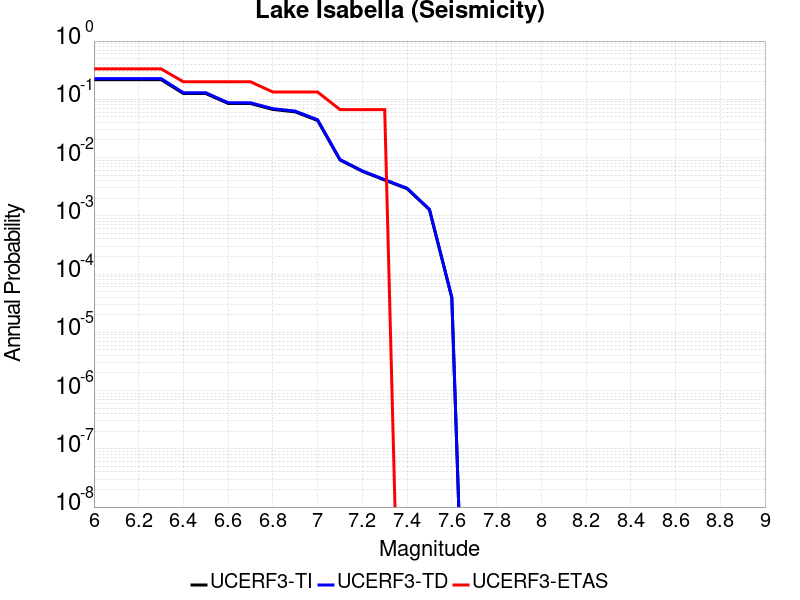 Lake Isabella (Seismicity)
10^0
10^-1
10^-2
10^-3
10^-4
10^-5
10^-6
10^-7
10^-8
Annual Probability
6 6.2 6.4 6.6 6.8 7 7.2 7.4 7.6 7.8 8 8.2 8.4 8.6 8.8 9
Magnitude
UCERF3-TI UCERF3-TD UCERF3-ETAS